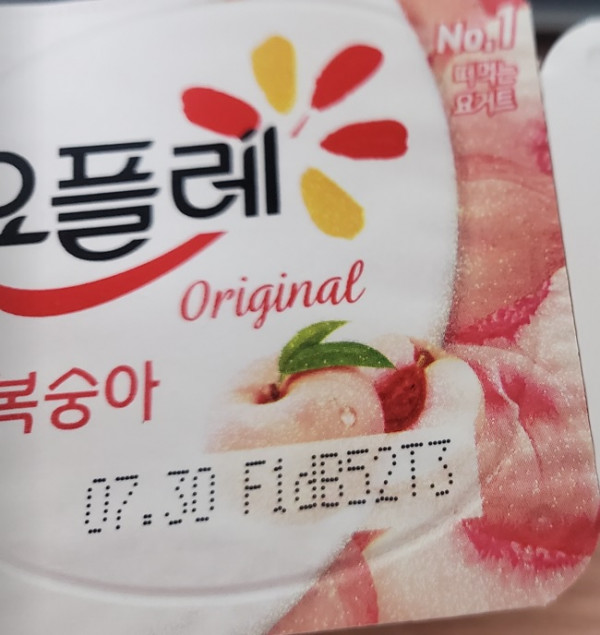 No.1
떠먹는
요거트
요플레
Original
복숭아
07.30 F1dB52T3